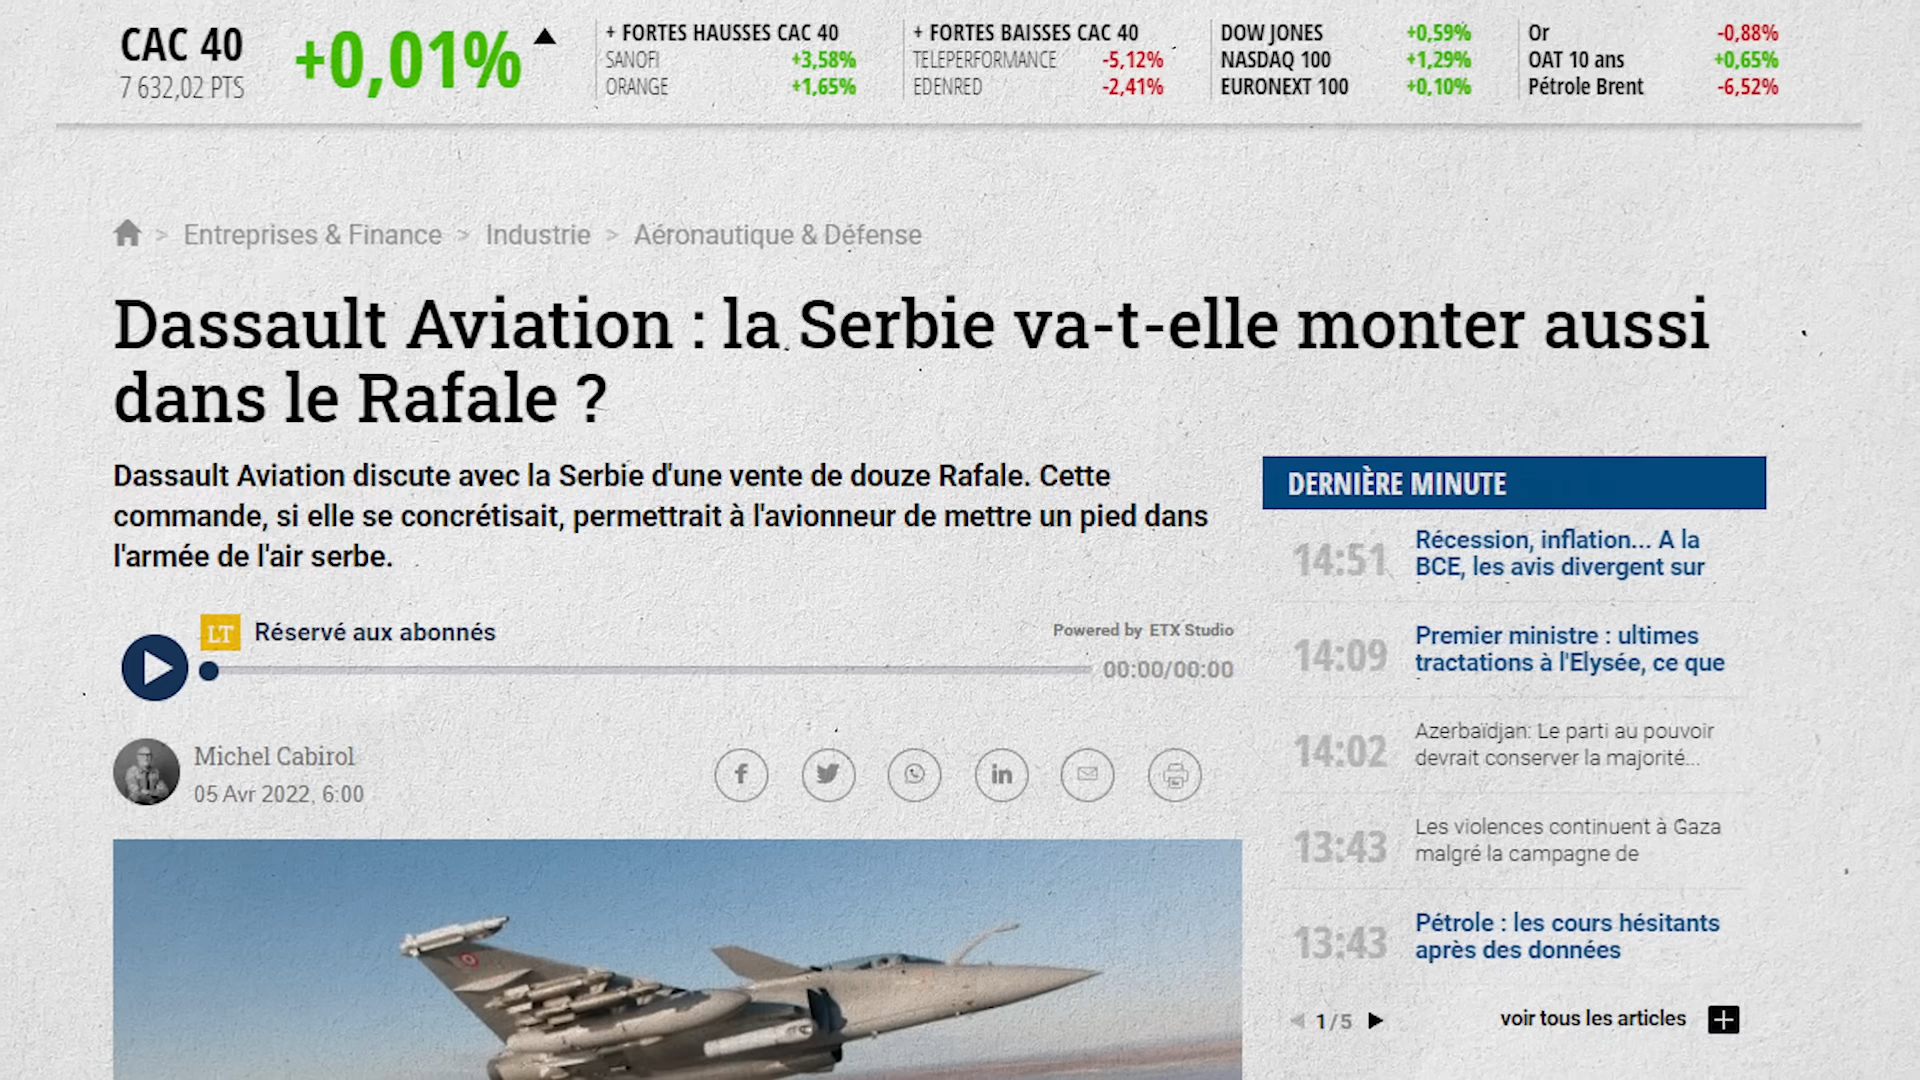 CAC 40
7 632,02 PTS
+0,01%
+ FORTES HAUSSES CAC 40
SANOFI +3,58%
ORANGE +1,65%
+ FORTES BAISSES CAC 40
TELEPERFORMANCE -5,12%
EDENRED -2,41%
DOW JONES +0,59%
NASDAQ 100 +1,29%
EURONEXT 100 +0,10%
Or -0,88%
OAT 10 ans +0,65%
Pétrole Brent -6,52%
> Entreprises & Finance > Industrie > Aéronautique & Défense
Dassault Aviation : la Serbie va-t-elle monter aussi
dans le Rafale ?
Dassault Aviation discute avec la Serbie d'une vente de douze Rafale. Cette
commande, si elle se concrétisait, permettrait à l'avionneur de mettre un pied dans
l'armée de l'air serbe.
LT Réservé aux abonnés
Powered by ETX Studio
00:00/00:00
Michel Cabirol
05 Avr 2022, 6:00
DERNIÈRE MINUTE
14:51 Récession, inflation... A la
BCE, les avis divergent sur
14:09 Premier ministre : ultimes
tractations à l'Elysée, ce que
14:02 Azerbaïdjan: Le parti au pouvoir
devrait conserver la majorité...
13:43 Les violences continuent à Gaza
malgré la campagne de
13:43 Pétrole : les cours hésitants
après des données
1/5
voir tous les articles